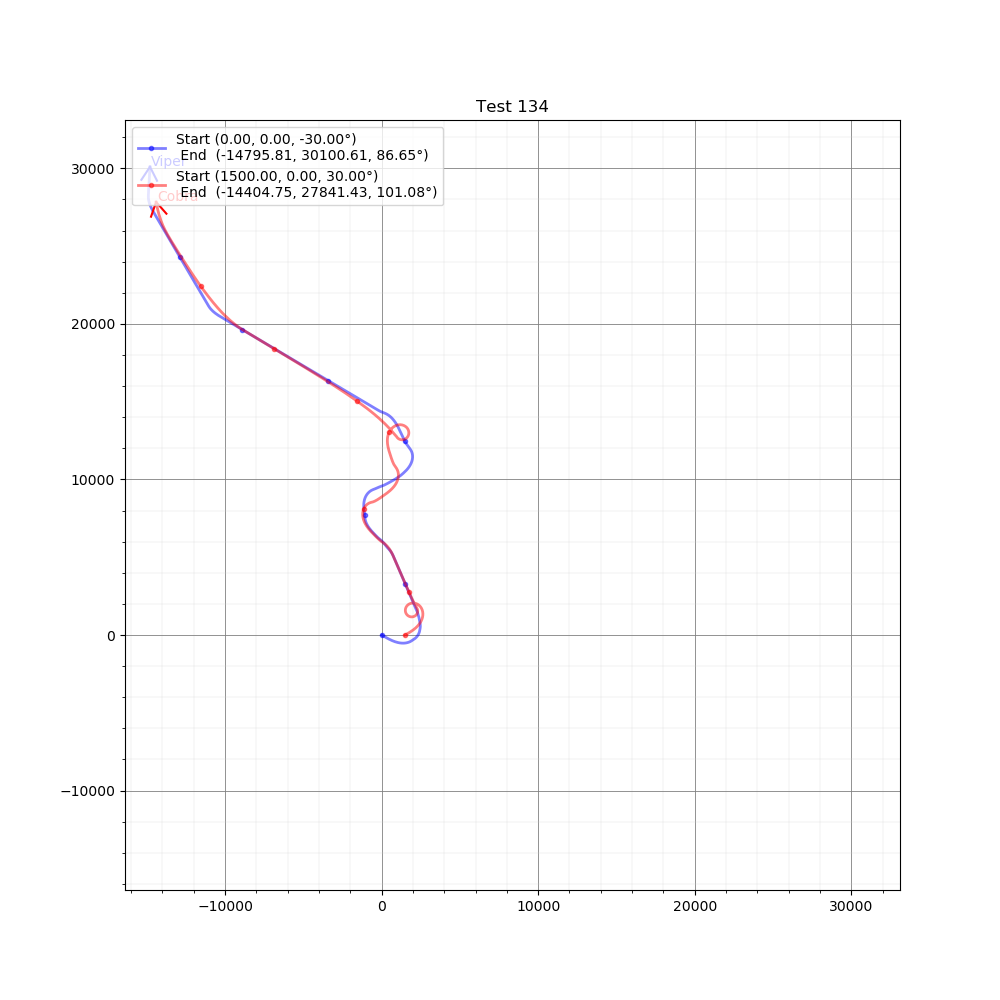 Test 134
Start (0.00, 0.00, -30.00°)
End (-14795.81, 30100.61, 86.65°)
Start (1500.00, 0.00, 30.00°)
End (-14404.75, 27841.43, 101.08°)
Viper
Cobra
30000
20000
10000
0
−10000
−10000
0
10000
20000
30000